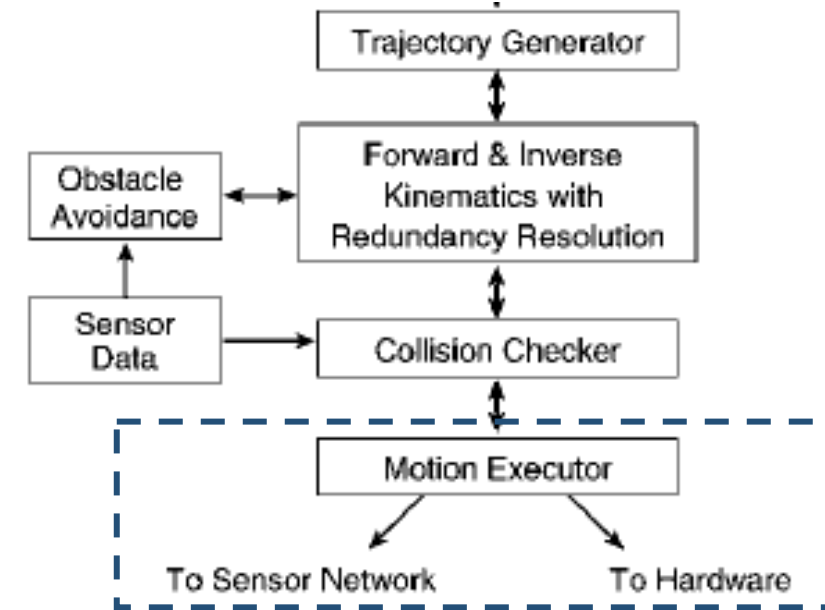 Trajectory Generator
Forward & Inverse
Kinematics with
Redundancy Resolution
Obstacle
Avoidance
Sensor
Data
Collision Checker
Motion Executor
To Sensor Network
To Hardware